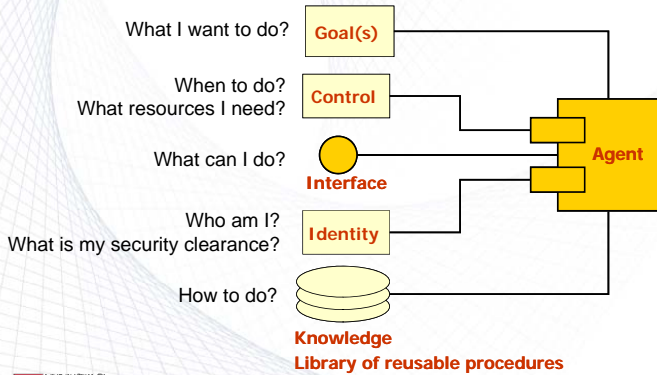 What I want to do?
Goal(s)
When to do?
What resources I need?
Control
What can I do?
Interface
Agent
Who am I?
What is my security clearance?
Identity
How to do?
Knowledge
Library of reusable procedures